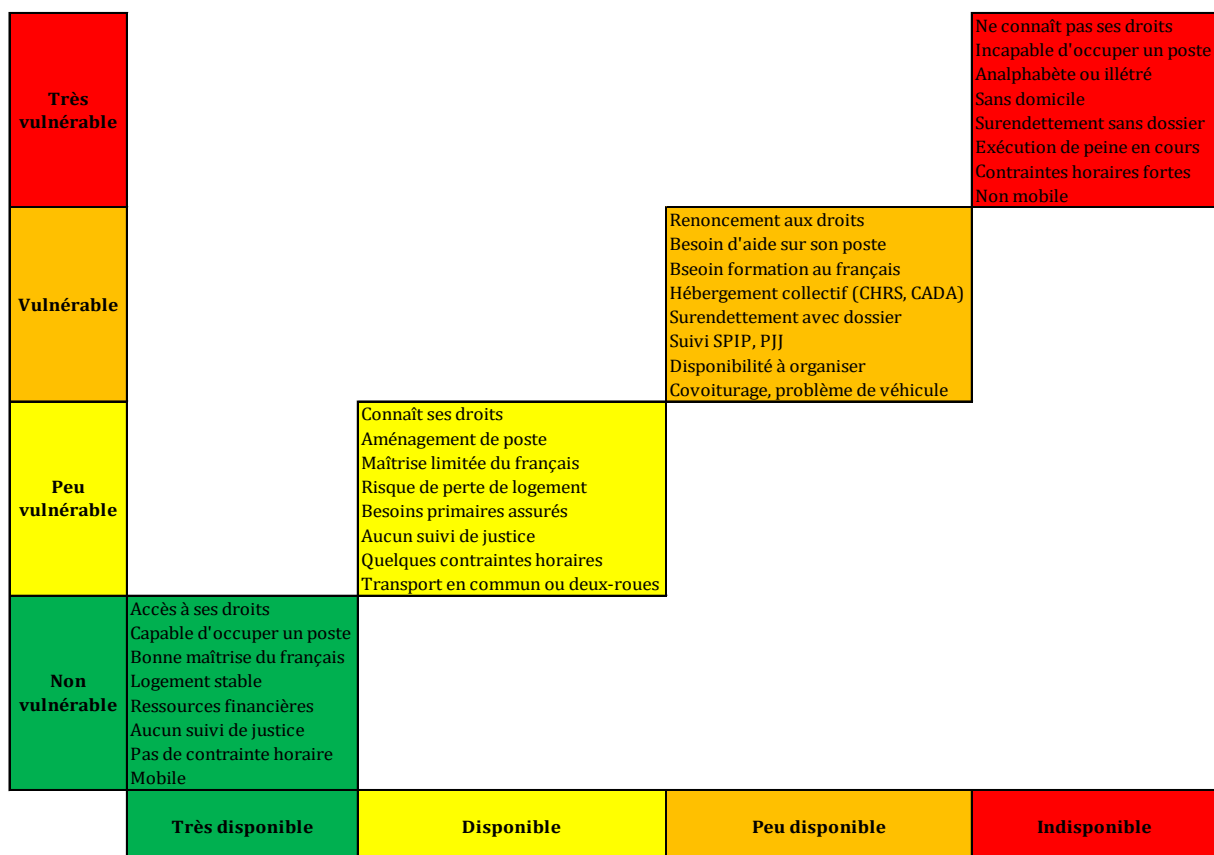 Très
vulnérable
Ne connaît pas ses droits
Incapable d'occuper un poste
Analphabète ou illétré
Sans domicile
Surendettement sans dossier
Exécution de peine en cours
Contraintes horaires fortes
Non mobile
Vulnérable
Renoncement aux droits
Besoin d'aide sur son poste
Bseoin formation au français
Hébergement collectif (CHRS, CADA)
Surendettement avec dossier
Suivi SPIP, PJJ
Disponibilité à organiser
Covoiturage, problème de véhicule
Peu
vulnérable
Connaît ses droits
Aménagement de poste
Maîtrise limitée du français
Risque de perte de logement
Besoins primaires assurés
Aucun suivi de justice
Quelques contraintes horaires
Transport en commun ou deux-roues
Non
vulnérable
Accès à ses droits
Capable d'occuper un poste
Bonne maîtrise du français
Logement stable
Ressources financières
Aucun suivi de justice
Pas de contrainte horaire
Mobile
Très disponible
Disponible
Peu disponible
Indisponible